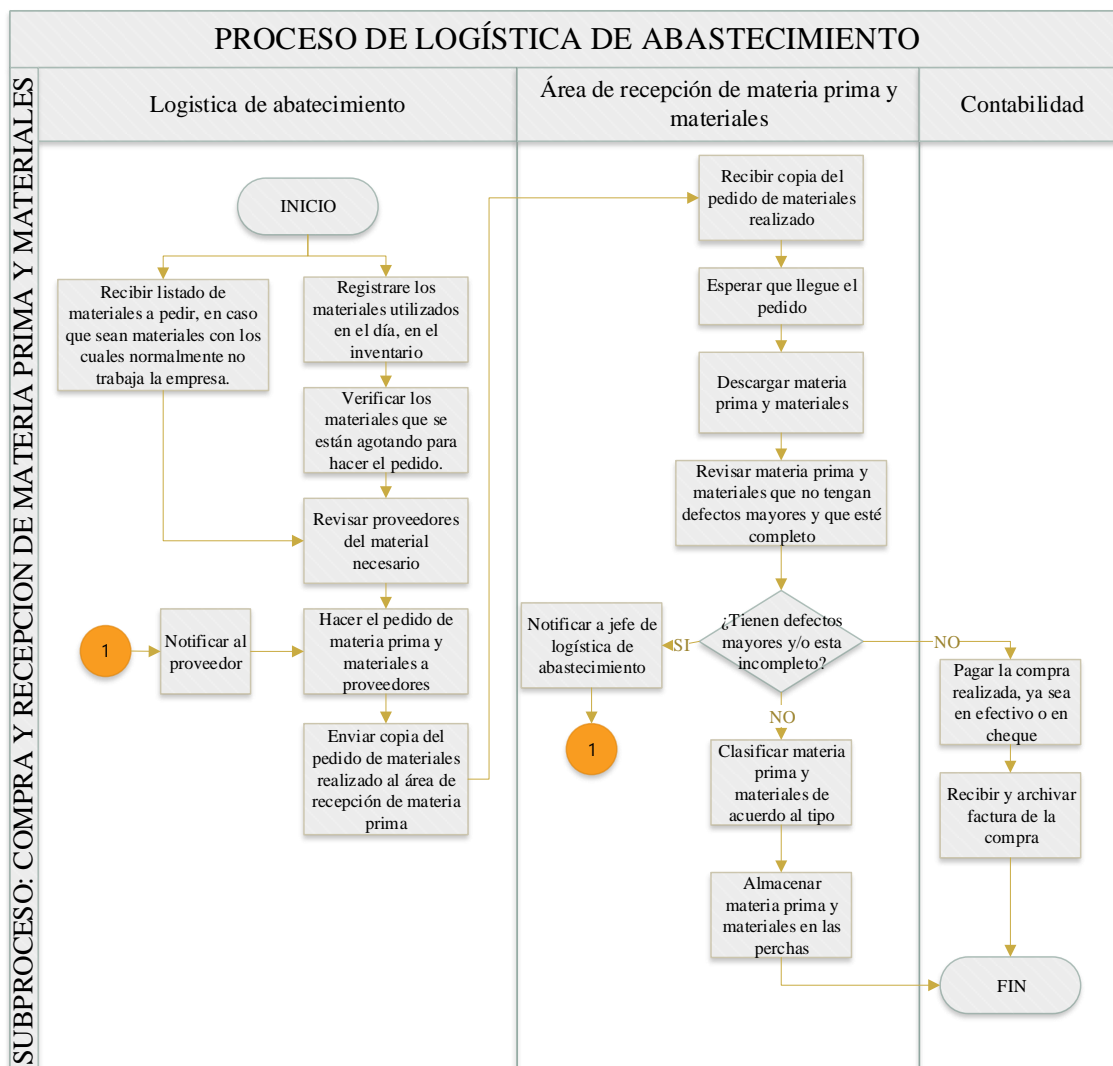 PROCESO DE LOGÍSTICA DE ABASTECIMIENTO
SUBPROCESO: COMPRA Y RECEPCION DE MATERIA PRIMA Y MATERIALES
Logistica de abatecimiento
Área de recepción de materia prima y
materiales
Contabilidad
INICIO
Recibir listado de
materiales a pedir, en caso
que sean materiales con los
cuales normalmente no
trabaja la empresa.
Registrare los
materiales utilizados
en el día, en el
inventario
Verificar los
materiales que se
están agotando para
hacer el pedido.
Revisar proveedores
del material
necesario
1
Notificar al
proveedor
Hacer el pedido de
materia prima y
materiales a
proveedores
Enviar copia del
pedido de materiales
realizado al área de
recepción de materia
prima
Recibir copia del
pedido de materiales
realizado
Esperar que llegue el
pedido
Descargar materia
prima y materiales
Revisar materia prima y
materiales que no tengan
defectos mayores y que esté
completo
¿Tienen defectos
mayores y/o esta
incompleto?
SI
Notificar a jefe de
logística de
abastecimiento
1
NO
Clasificar materia
prima y
materiales de
acuerdo al tipo
Almacenar
materia prima y
materiales en las
perchas
NO
Pagar la compra
realizada, ya sea
en efectivo o en
cheque
Recibir y archivar
factura de la
compra
FIN